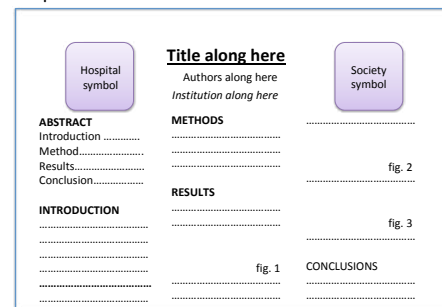 Hospital
symbol
Title along here
Authors along here
Institution along here
Society
symbol
ABSTRACT
Introduction ………….
Method…………………..
Results…………………….
Conclusion………………
INTRODUCTION
………………………………
………………………………
………………………………
………………………………
…………………………………
………………………………
METHODS
………………………………
………………………………
………………………………
RESULTS
………………………………
………………………………
fig. 1
………………………………
………………………………
………………………………
fig. 2
………………………………
fig. 3
………………………………
CONCLUSIONS
………………………………
………………………………